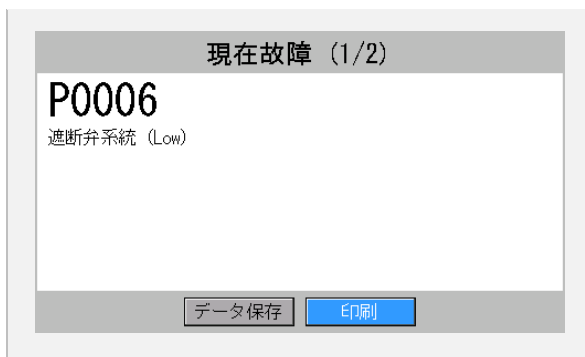 現在故障 (1/2)
P0006
遮断弁系統 (Low)
データ保存
印刷